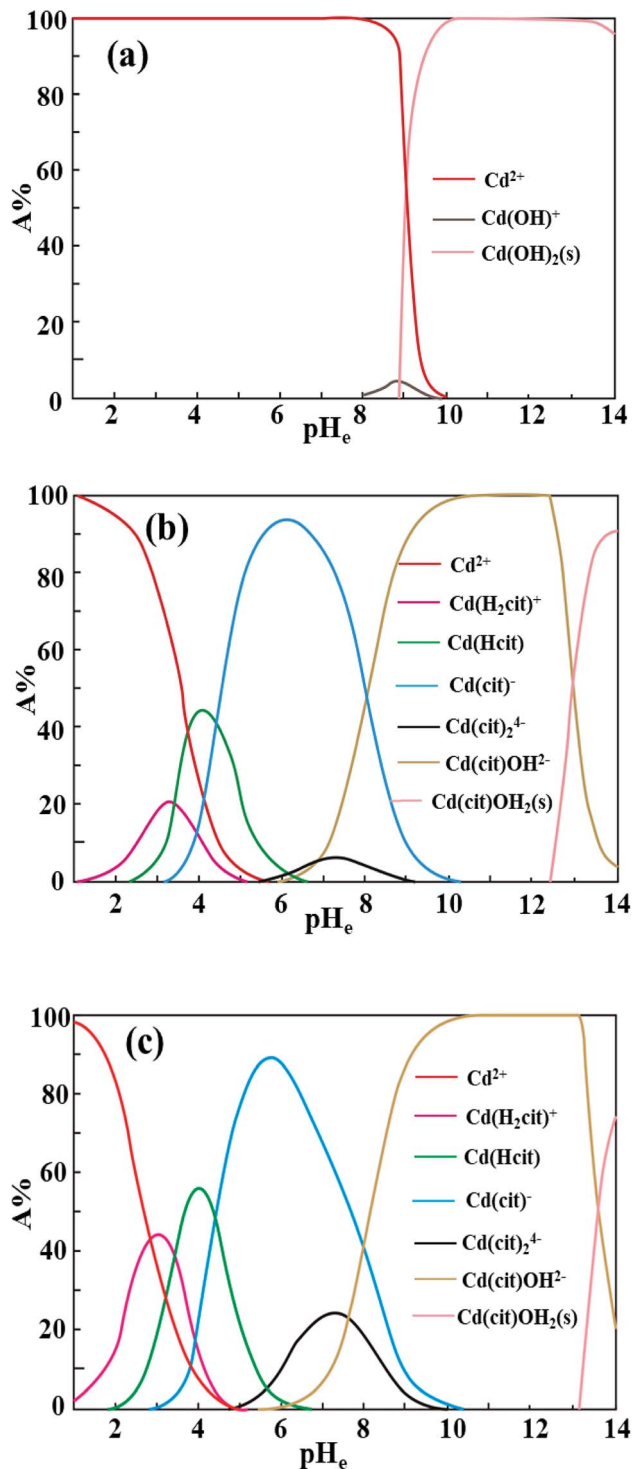 100
(a)
80
60
Cd²⁺
A%
Cd(OH)⁺
40
Cd(OH)₂(s)
20
0
2 4 6 8 10 12 14
pHₑ
100
(b)
80
Cd²⁺
Cd(H₂cit)⁺
60
Cd(Hcit)
A%
Cd(cit)⁻
40
Cd(cit)₂⁴⁻
Cd(cit)OH²⁻
20
Cd(cit)OH₂(s)
0
2 4 6 8 10 12 14
pHₑ
100
(c)
Cd²⁺
80
Cd(H₂cit)⁺
Cd(Hcit)
60
Cd(cit)⁻
A%
Cd(cit)₂⁴⁻
40
Cd(cit)OH²⁻
Cd(cit)OH₂(s)
20
0
2 4 6 8 10 12 14
pHₑ